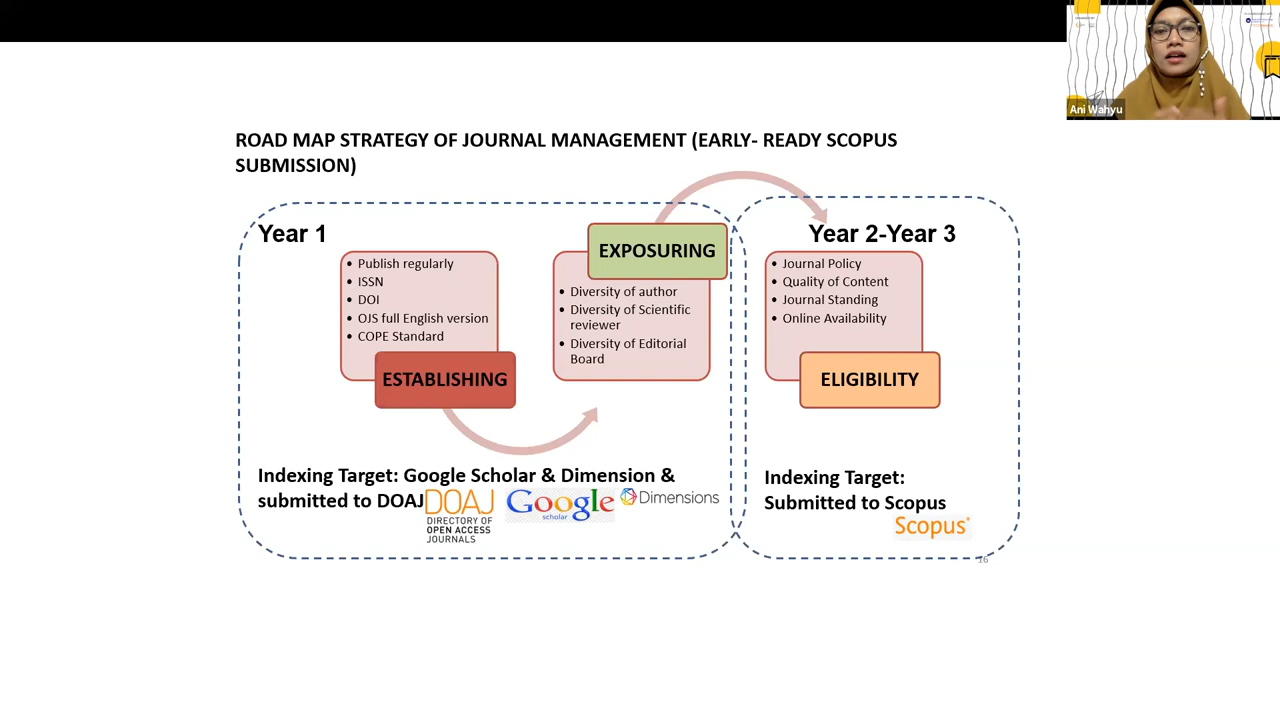 Ani Wahyu
ROAD MAP STRATEGY OF JOURNAL MANAGEMENT (EARLY- READY SCOPUS
SUBMISSION)
Year 1
• Publish regularly
• ISSN
• DOI
• OJS full English version
• COPE Standard
ESTABLISHING
EXPOSURING
• Diversity of author
• Diversity of Scientific
reviewer
• Diversity of Editorial
Board
Indexing Target: Google Scholar & Dimension &
submitted to DOAJ
DOAJ
DIRECTORY OF
OPEN ACCESS
JOURNALS
Google
scholar
Dimensions
Year 2-Year 3
• Journal Policy
• Quality of Content
• Journal Standing
• Online Availability
ELIGIBILITY
Indexing Target:
Submitted to Scopus
Scopus
16